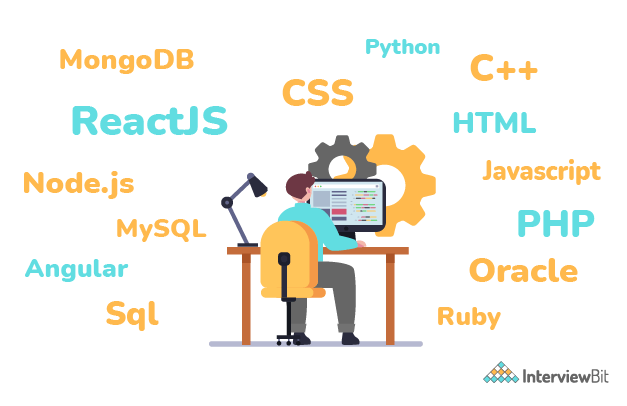 Python
MongoDB
C++
CSS
ReactJS
HTML
Javascript
Node.js
PHP
MySQL
Angular
Oracle
Sql
Ruby
InterviewBit